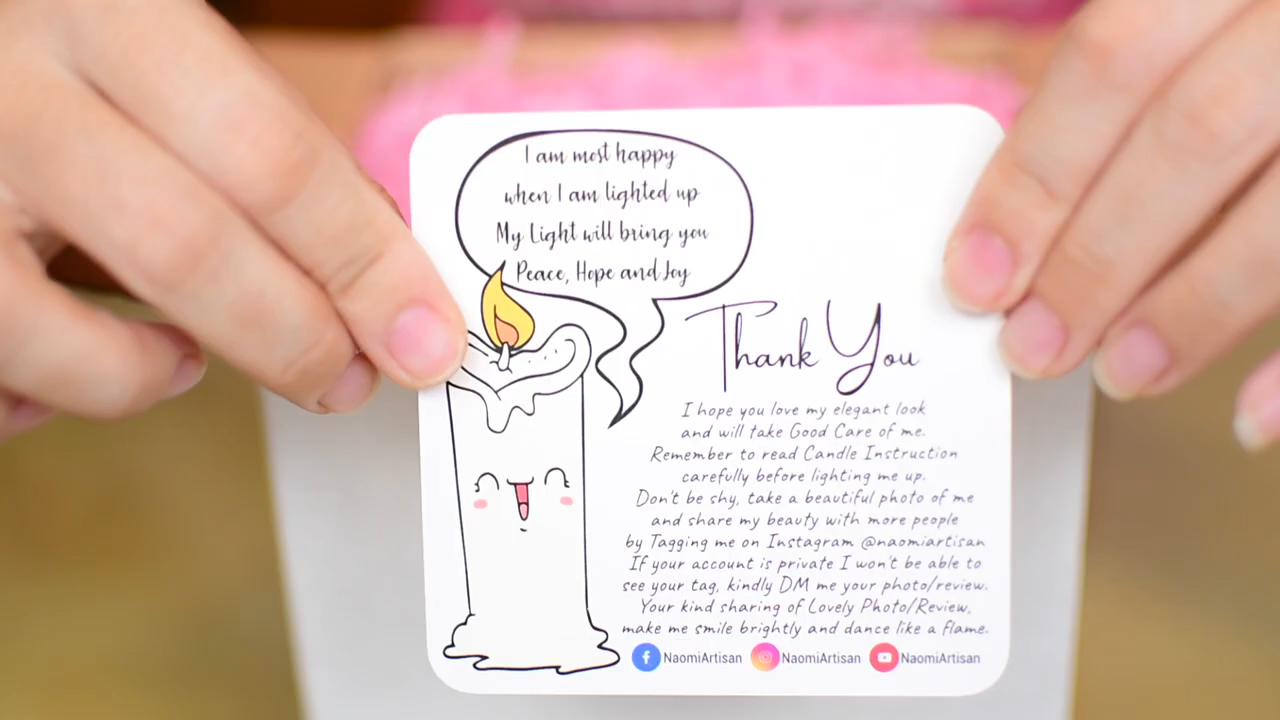 I am most happy
when I am lighted up
My Light will bring you
Peace, Hope and Joy
Thank You
I hope you love my elegant look
and will take Good Care of me.
Remember to read Candle Instruction
carefully before lighting me up.
Don't be shy, take a beautiful photo of me
and share my beauty with more people
by Tagging me on Instagram @naomiartisan
If your account is private I won't be able to
see your tag, kindly DM me your photo/review.
Your kind sharing of Lovely Photo/Review,
make me smile brightly and dance like a flame.
NaomiArtisan NaomiArtisan NaomiArtisan